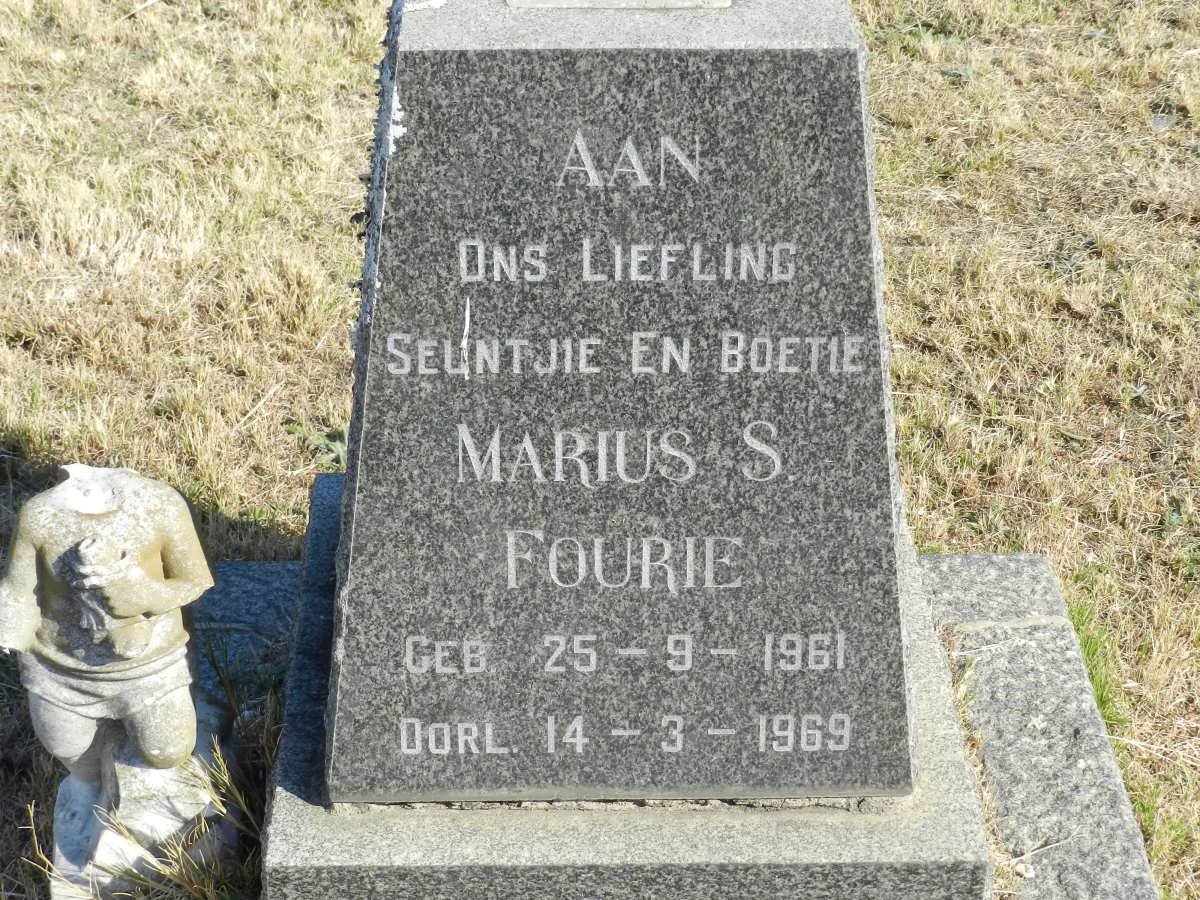 AAN
ONS LIEFLING
SEUNTJIE EN BOETIE
MARIUS S.
FOURIE
GEB 25 - 9 - 1961
OORL. 14 - 3 - 1969